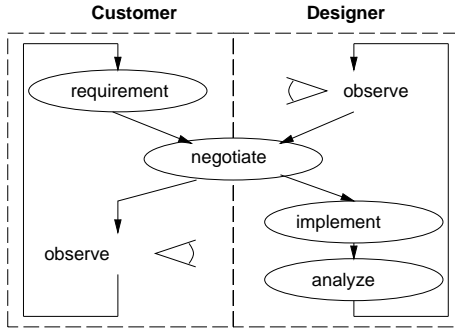 Customer
Designer
requirement
observe
negotiate
implement
observe
analyze